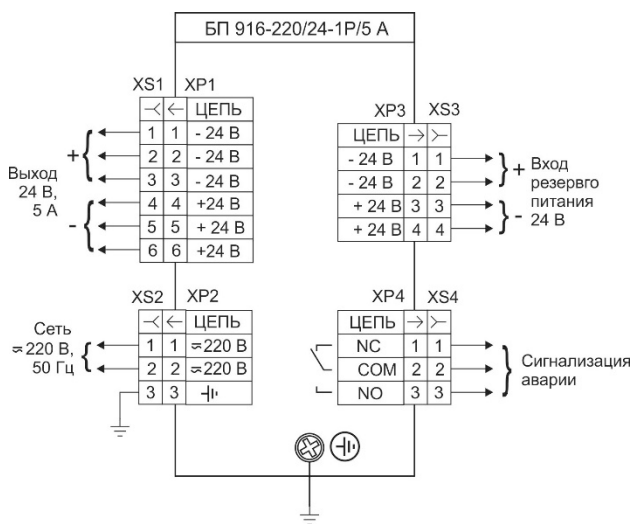 БП 916-220/24-1Р/5 А
XS1 XP1
ЦЕПЬ
1 1 - 24 В
2 2 - 24 В
3 3 - 24 В
4 4 +24 В
5 5 + 24 В
6 6 +24 В
+
Выход
24 В,
5 А
-
XP3 XS3
ЦЕПЬ
- 24 В 1 1
- 24 В 2 2
+ 24 В 3 3
+ 24 В 4 4
+ Вход
резервго
питания
- 24 В
XS2 XP2
ЦЕПЬ
1 1 ≂220 В
2 2 ≂220 В
3 3
Сеть
≂220 В,
50 Гц
XP4 XS4
ЦЕПЬ
NC 1 1
COM 2 2
NO 3 3
Сигнализация
аварии